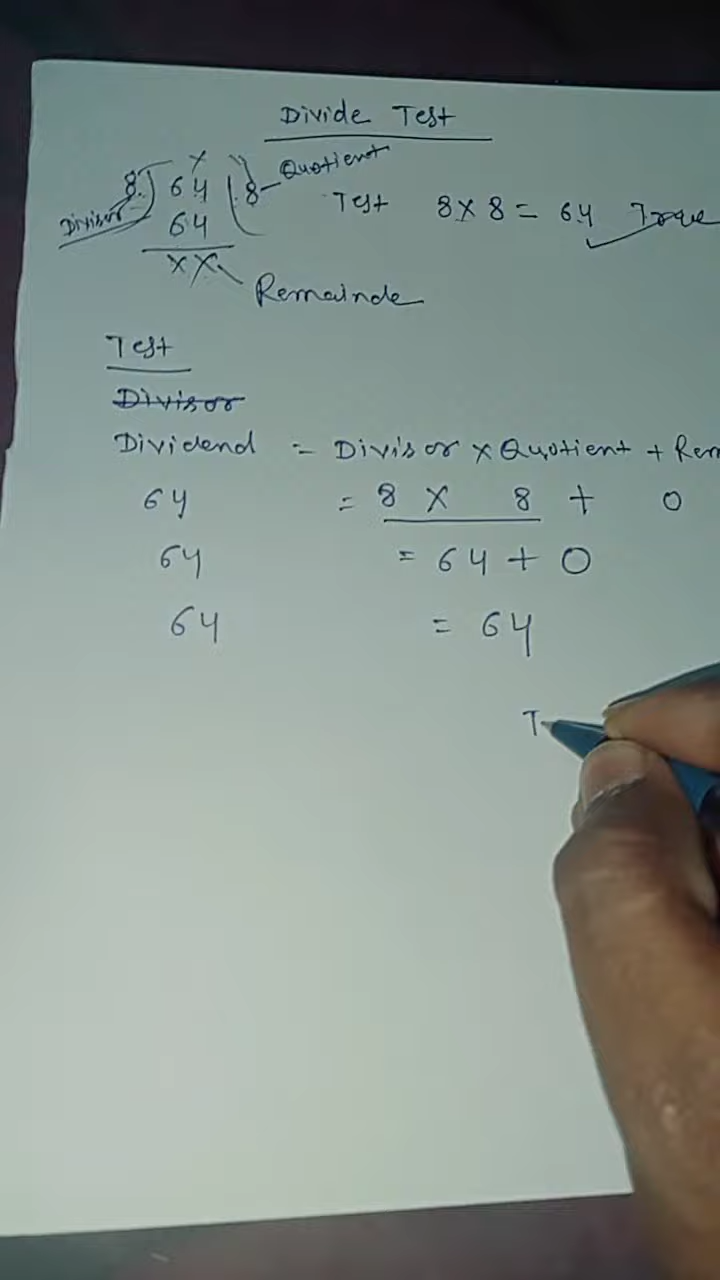 Divide Test
8) 64 (8 - Quotient
Divisor
64
xx
Remainde
Test 8 x 8 = 64 True
Test
Divisor
Dividend = Divisor x Quotient + Rem
64 = 8 x 8 + 0
64 = 64 + 0
64 = 64
T